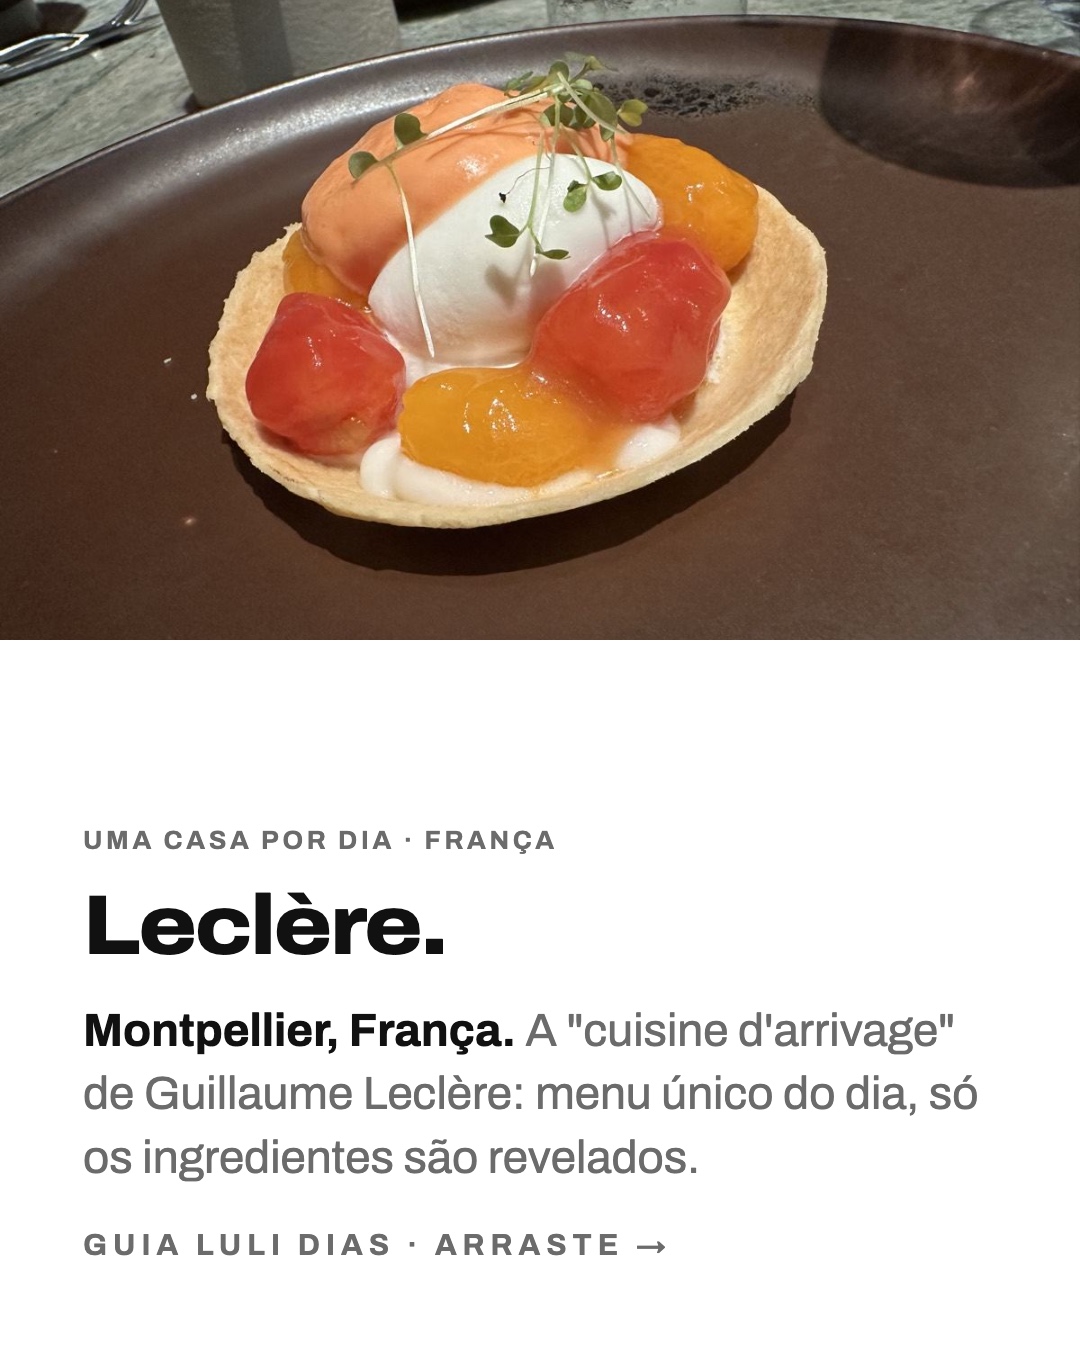 UMA CASA POR DIA · FRANÇA
Leclère.
Montpellier, França. A "cuisine d'arrivage"
de Guillaume Leclère: menu único do dia, só
os ingredientes são revelados.
GUIA LULI DIAS · ARRASTE →